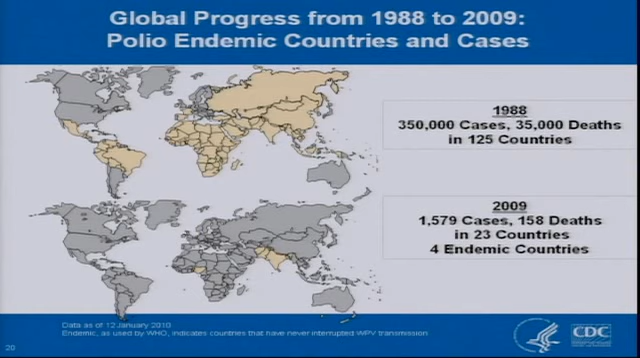 Global Progress from 1988 to 2009:
Polio Endemic Countries and Cases
1988
350,000 Cases, 35,000 Deaths
in 125 Countries
2009
1,579 Cases, 158 Deaths
in 23 Countries
4 Endemic Countries
Data as of 12 January 2010
Endemic, as used by WHO, indicates countries that have never interrupted WPV transmission
20
CDC